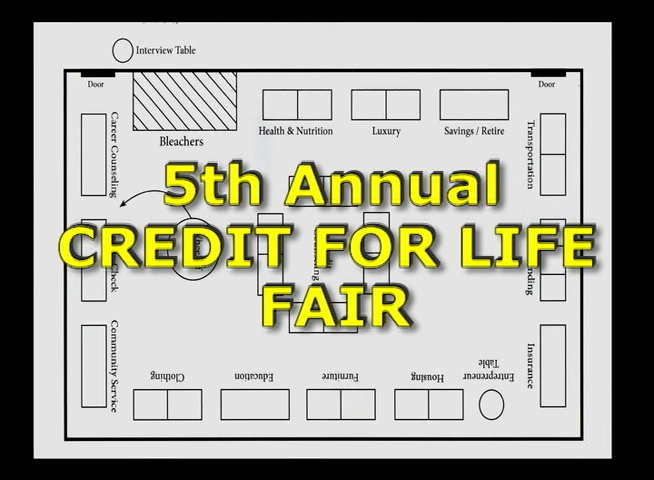 Interview Table
Door
Door
Bleachers
Health & Nutrition
Luxury
Savings / Retire
Career Counseling
Transportation
5th Annual
CREDIT FOR LIFE
FAIR
Check
Community Service
Insurance
Clothing
Education
Furniture
Housing
Entrepreneur
Table